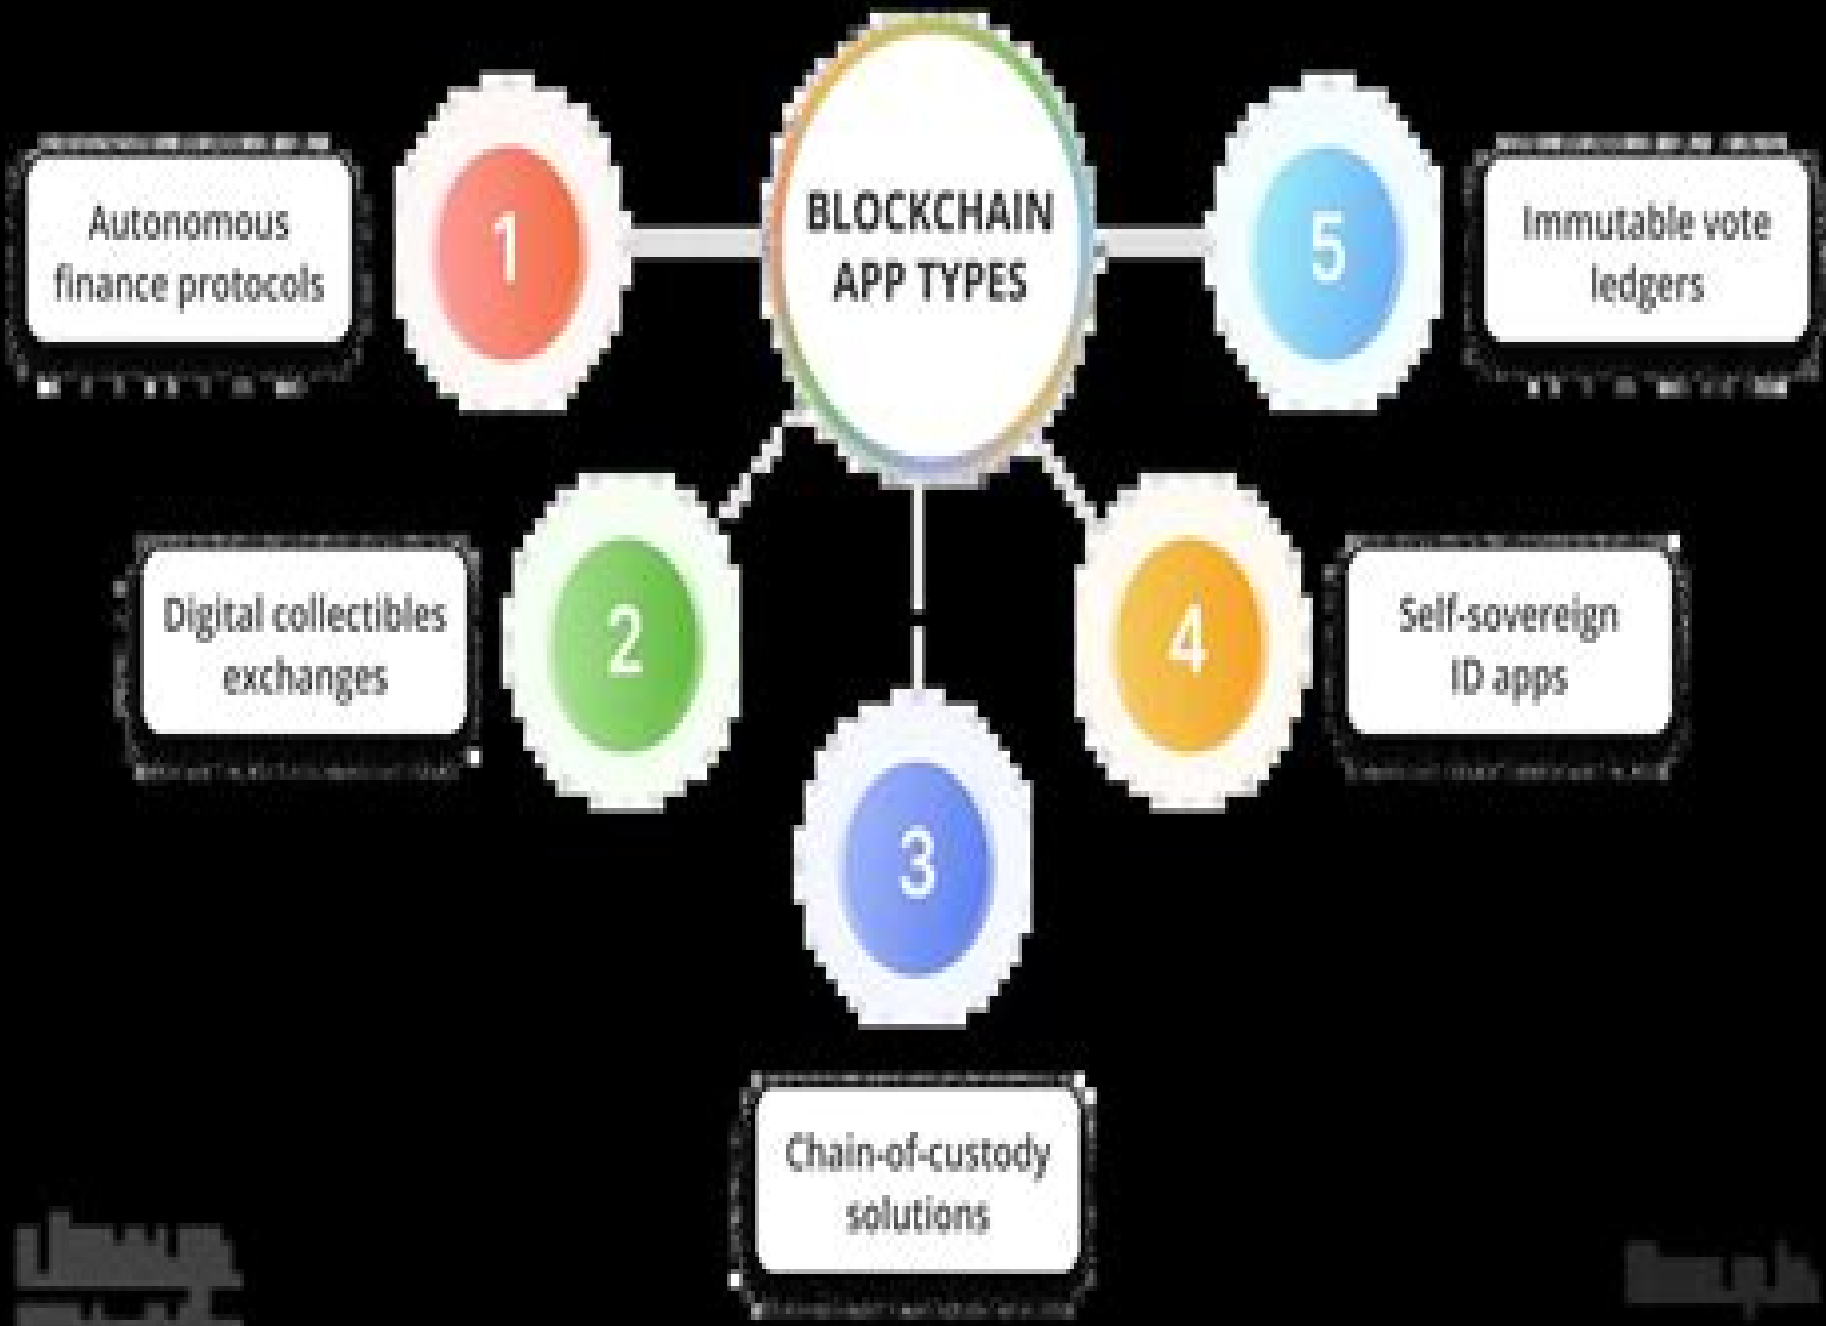 BLOCKCHAIN
APP TYPES
1
Autonomous
finance protocols
2
Digital collectibles
exchanges
3
Chain-of-custody
solutions
4
Self-sovereign
ID apps
5
Immutable vote
ledgers